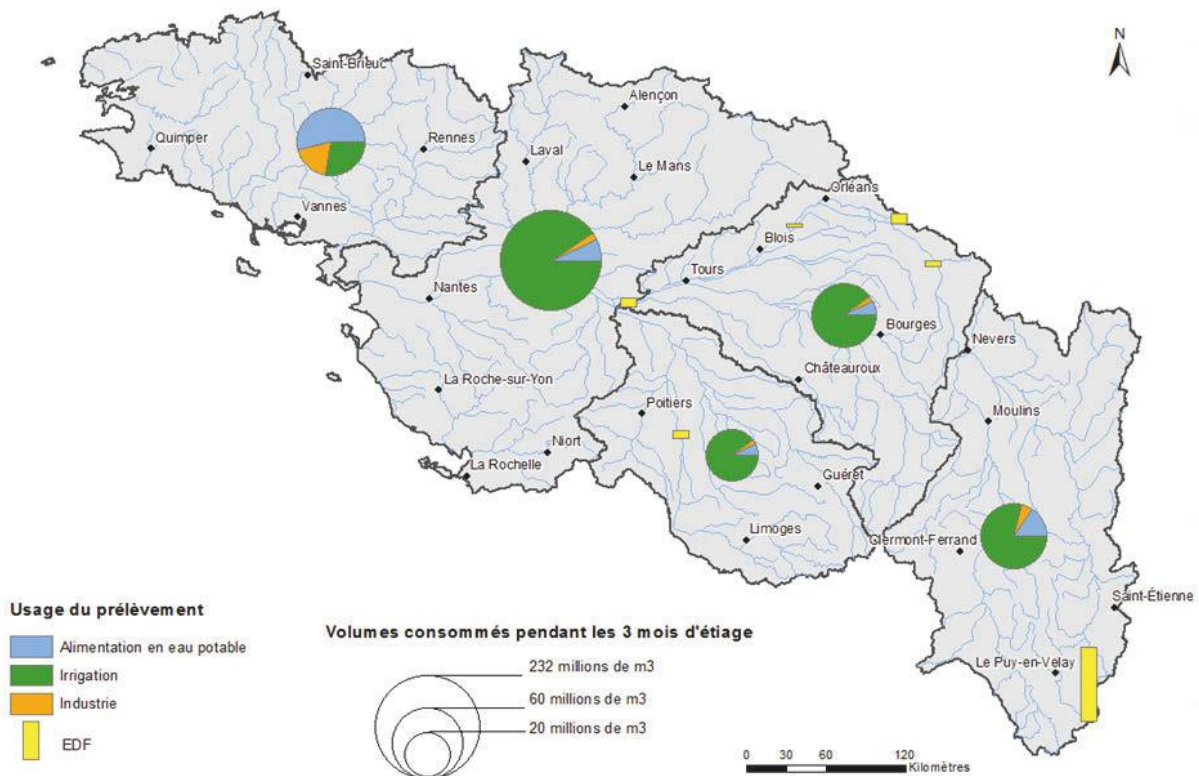 N
Saint-Brieuc
Alençon
Quimper
Rennes
Laval
Le Mans
Orléans
Vannes
Blois
Tours
Nantes
Bourges
Nevers
Châteauroux
La Roche-sur-Yon
Poitiers
Moulins
Niort
La Rochelle
Guéret
Limoges
Clermont-Ferrand
Saint-Étienne
Le Puy-en-Velay
Usage du prélèvement
Alimentation en eau potable
Irrigation
Industrie
EDF
Volumes consommés pendant les 3 mois d'étiage
232 millions de m3
60 millions de m3
20 millions de m3
0 30 60 120
Kilomètres